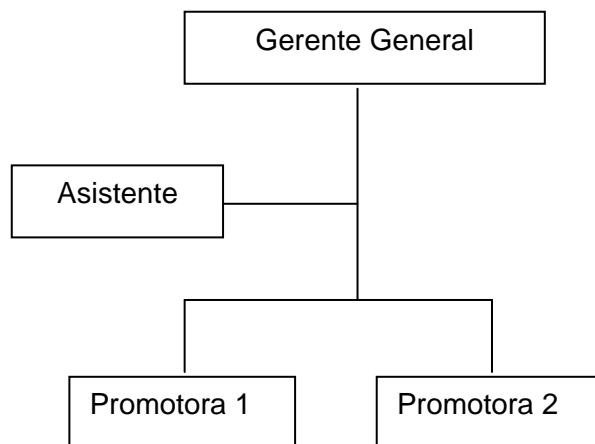 Gerente General
Asistente
Promotora 1
Promotora 2